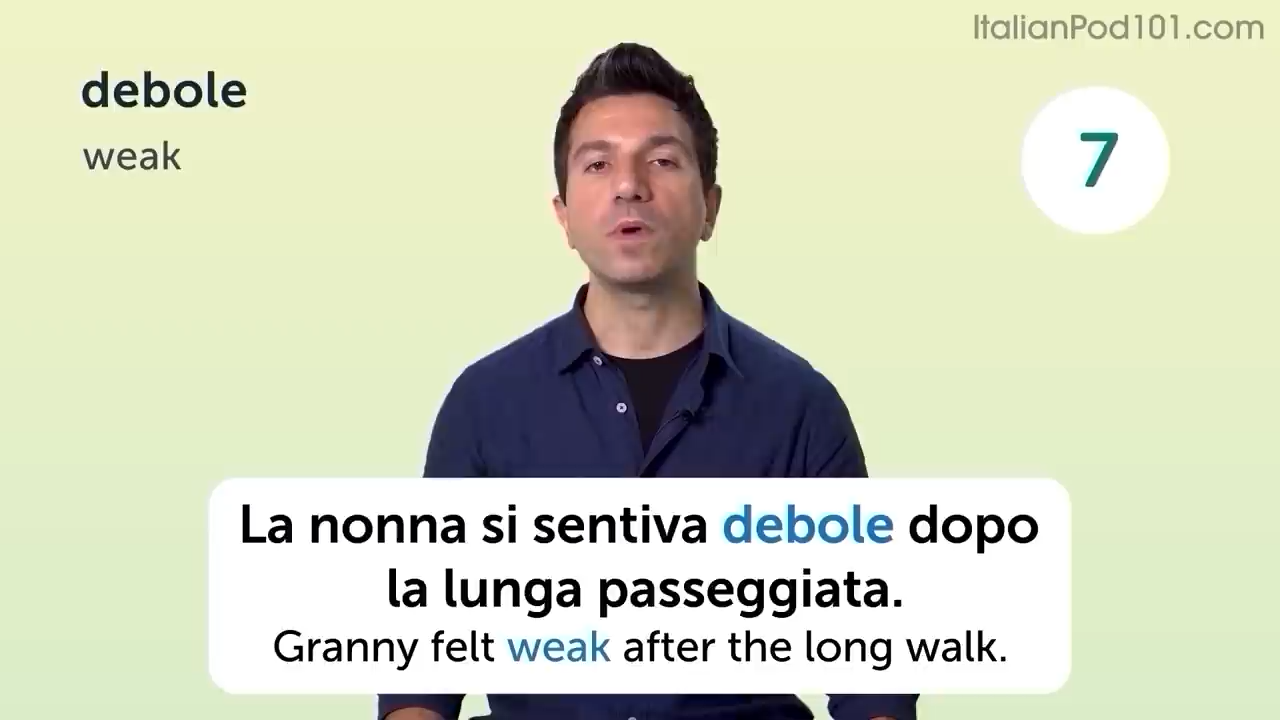 ItalianPod101.com
debole
weak
7
La nonna si sentiva debole dopo
la lunga passeggiata.
Granny felt weak after the long walk.